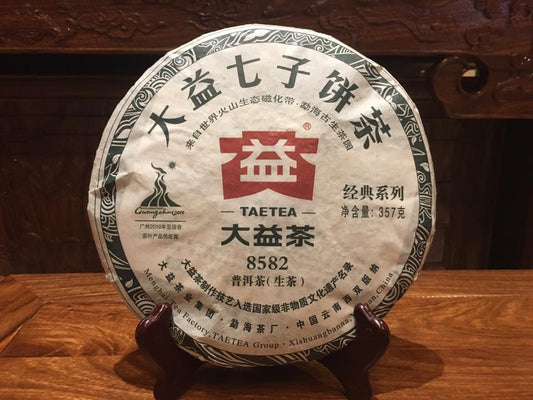 大益七子饼茶
来自世界火山生态磁化带·勐海古生茶园
益
®
TAETEA
大益茶
8582
普洱茶（生茶）
经典系列
净含量: 357克
Guangzhou2010
广州2010年亚运会
茶叶产品供应商
大益茶制作技艺入选国家级非物质文化遗产名录
大益茶业集团·勐海茶厂·中国云南西双版纳
Menghai Tea Factory, TAETEA Group · Xishuangbanna, Yunnan, China